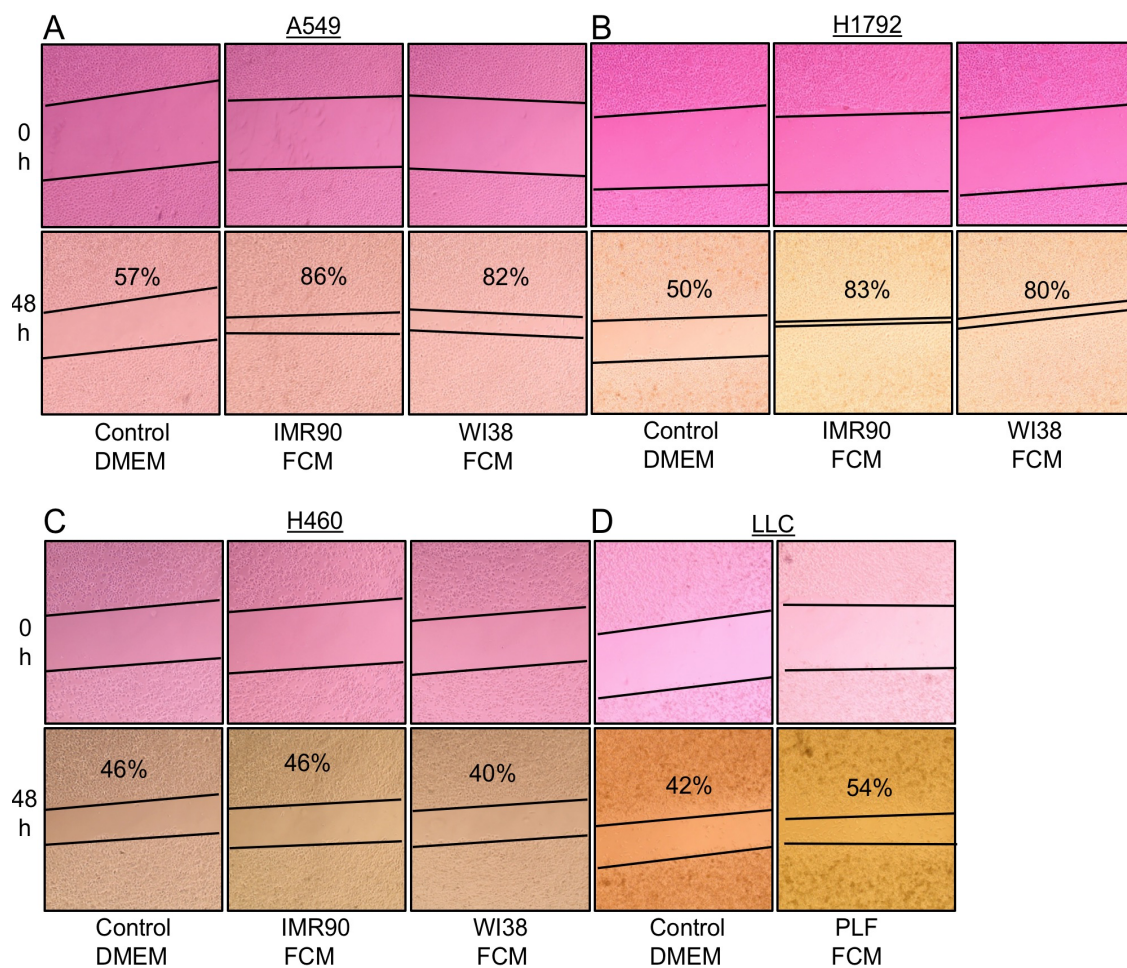 A
A549
B
H1792
0
h
57%
86%
82%
50%
83%
80%
48
h
Control
DMEM
IMR90
FCM
WI38
FCM
Control
DMEM
IMR90
FCM
WI38
FCM
C
H460
D
LLC
0
h
46%
46%
40%
42%
54%
48
h
Control
DMEM
IMR90
FCM
WI38
FCM
Control
DMEM
PLF
FCM